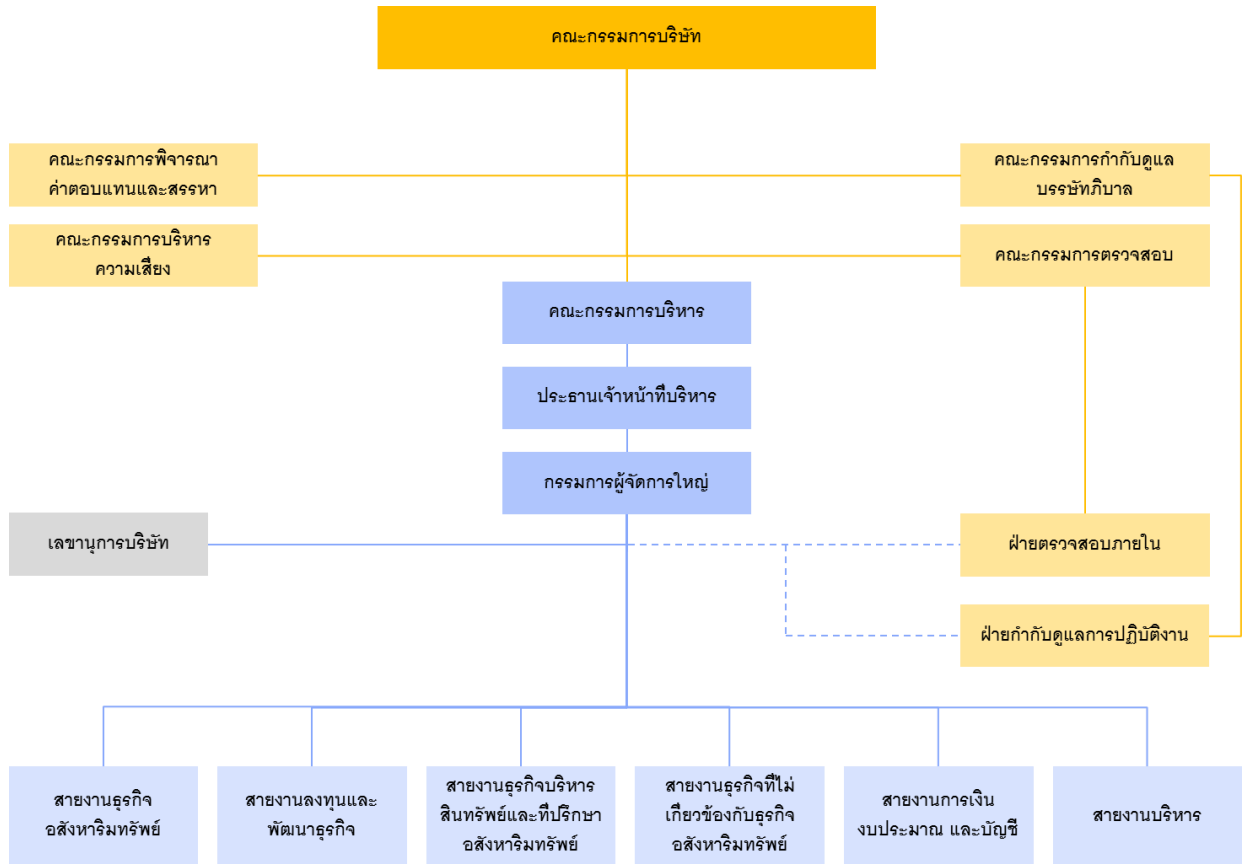 คณะกรรมการบริษัท
คณะกรรมการพิจารณา
ค่าตอบแทนและสรรหา
คณะกรรมการกำกับดูแล
บรรษัทภิบาล
คณะกรรมการบริหาร
ความเสี่ยง
คณะกรรมการตรวจสอบ
คณะกรรมการบริหาร
ประธานเจ้าหน้าที่บริหาร
กรรมการผู้จัดการใหญ่
เลขานุการบริษัท
ฝ่ายตรวจสอบภายใน
ฝ่ายกำกับดูแลการปฏิบัติงาน
สายงานธุรกิจ
อสังหาริมทรัพย์
สายงานลงทุนและ
พัฒนาธุรกิจ
สายงานธุรกิจบริหาร
สินทรัพย์และที่ปรึกษา
อสังหาริมทรัพย์
สายงานธุรกิจที่ไม่
เกี่ยวข้องกับธุรกิจ
อสังหาริมทรัพย์
สายงานการเงิน
งบประมาณ และบัญชี
สายงานบริหาร